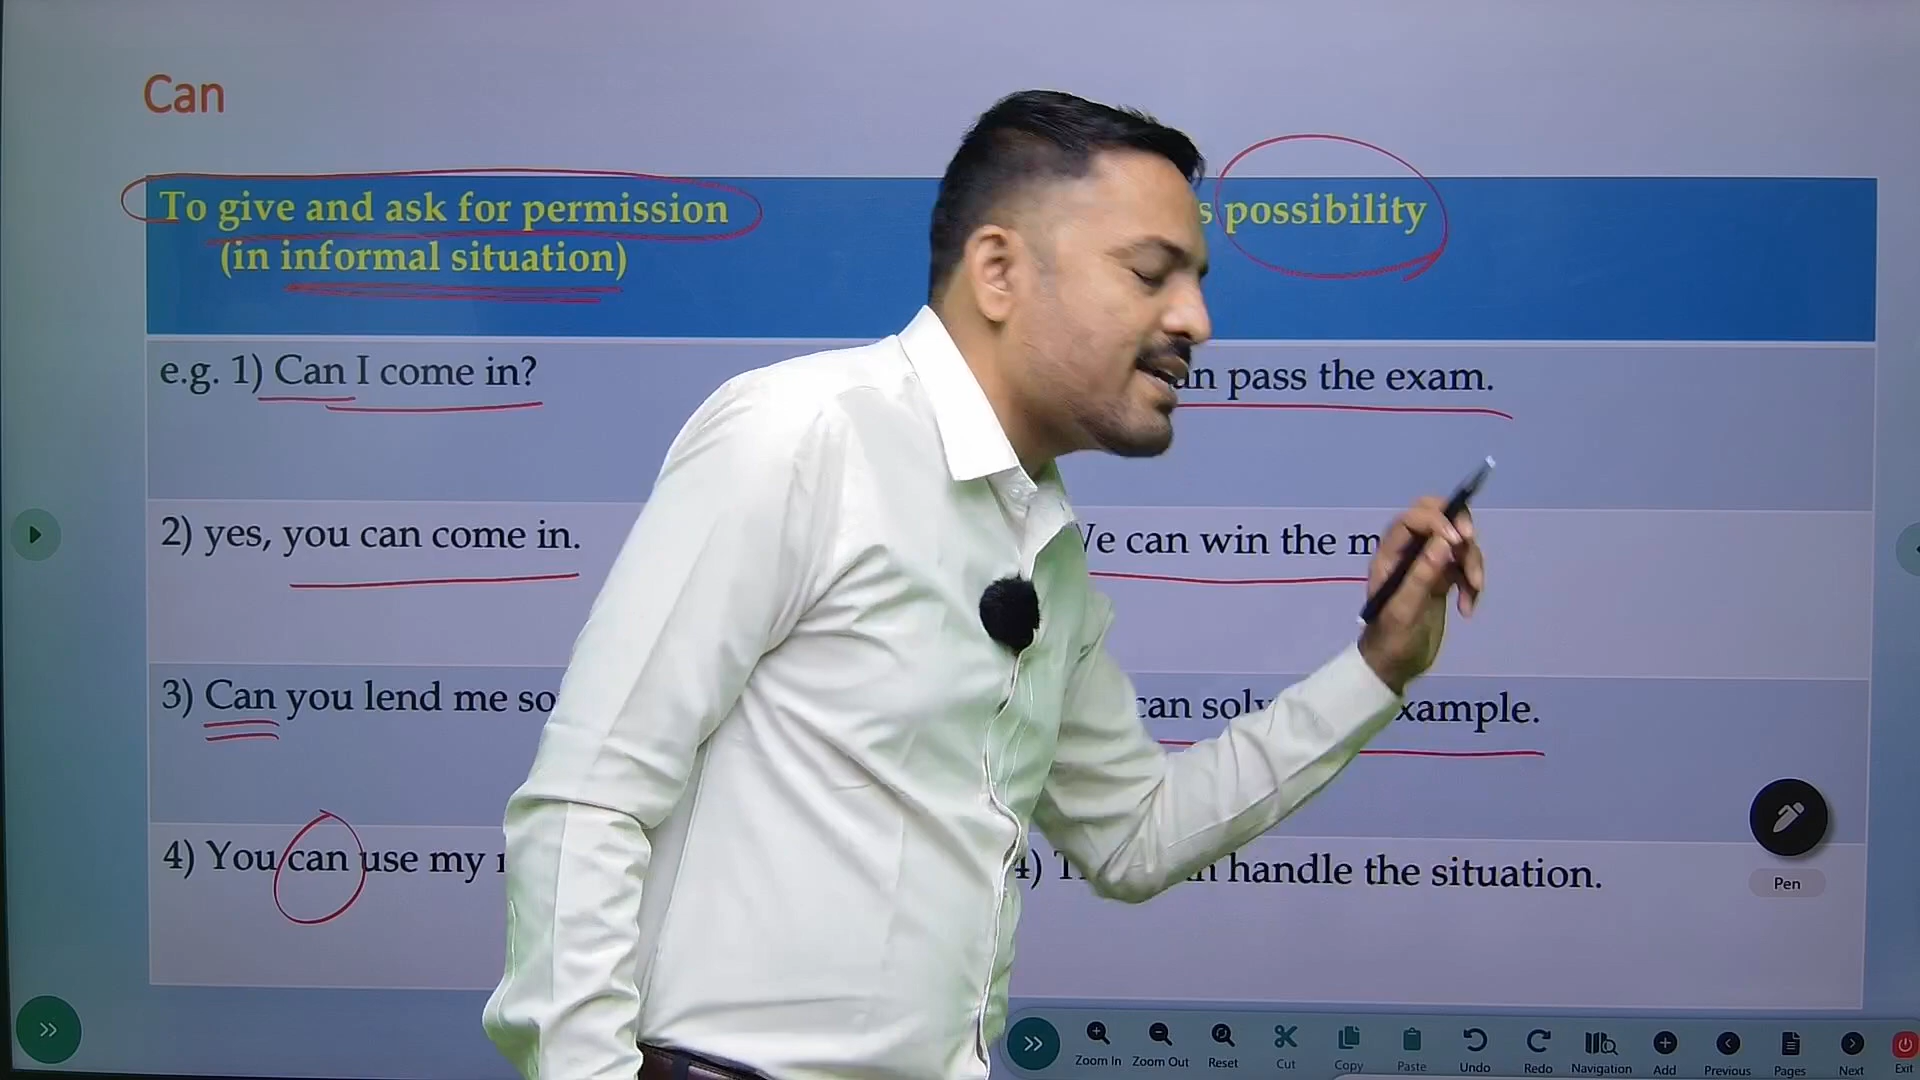 Can
To give and ask for permission
(in informal situation)
possibility
e.g. 1) Can I come in?
pass the exam.
2) yes, you can come in.
can win the
3) Can you lend me
can
4) You can use my
4) handle the situation.
Pen
Zoom In
Zoom Out
Reset
Cut
Copy
Paste
Undo
Redo
Navigation
Add
Previous
Pages
Next
Exit